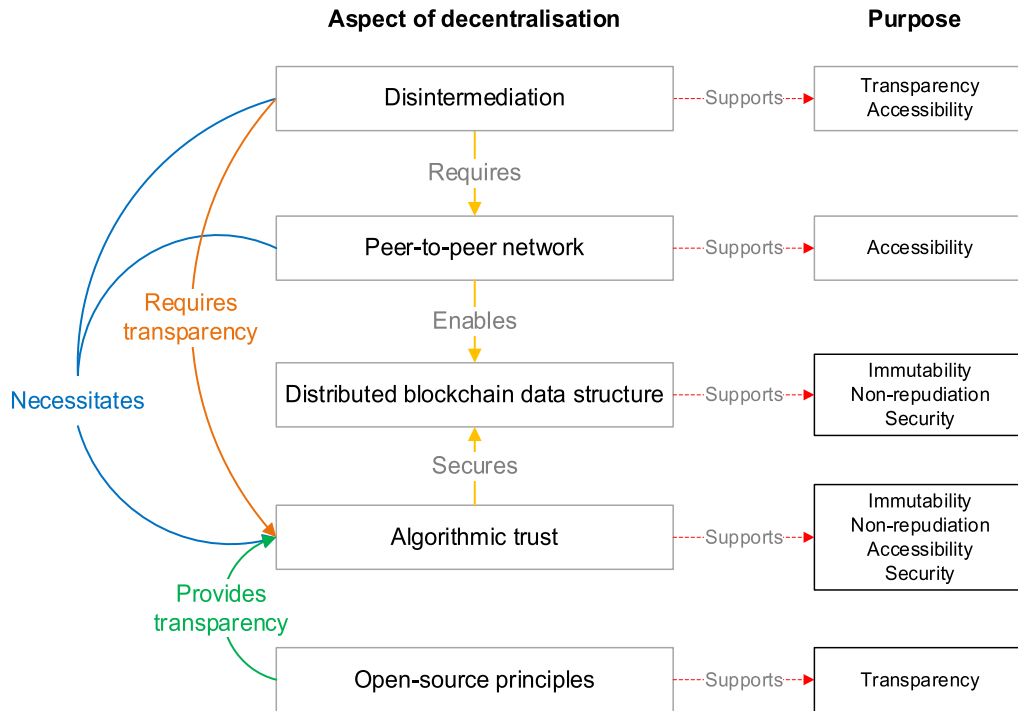 Aspect of decentralisation
Purpose
Disintermediation
Supports
Transparency
Accessibility
Requires
Peer-to-peer network
Supports
Accessibility
Requires
transparency
Enables
Necessitates
Distributed blockchain data structure
Supports
Immutability
Non-repudiation
Security
Secures
Algorithmic trust
Supports
Immutability
Non-repudiation
Accessibility
Security
Provides
transparency
Open-source principles
Supports
Transparency